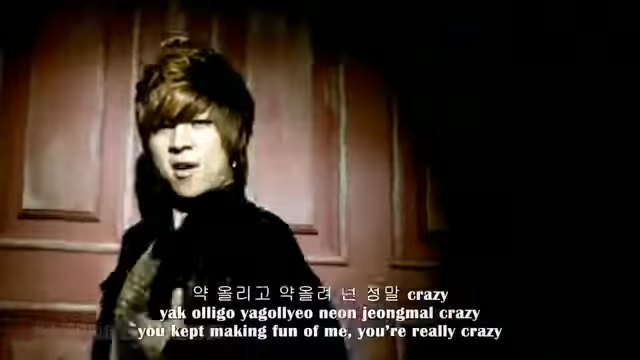 약 올리고 약올려 넌 정말 crazy
yak olligo yagollyeo neon jeongmal crazy
you kept making fun of me, you're really crazy